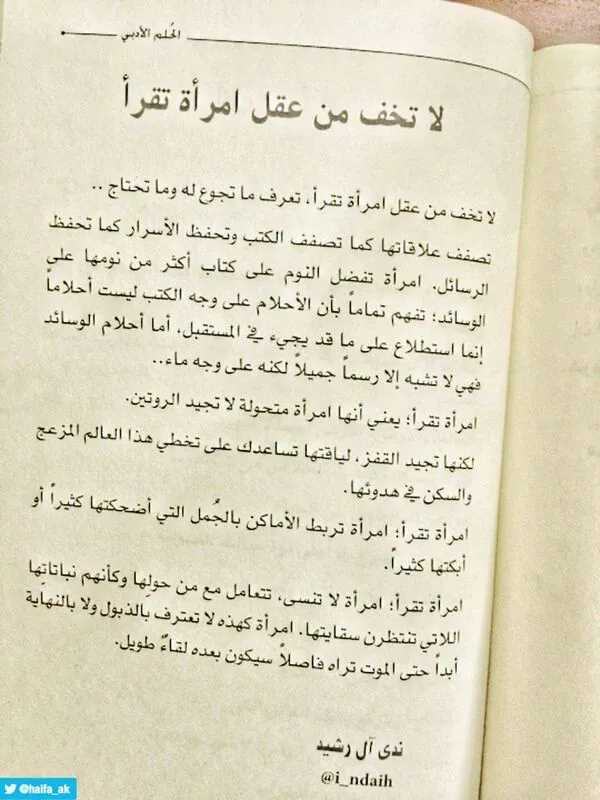 الحُلم الأدبي
لا تخف من عقل امرأة تقرأ
لا تخف من عقل امرأة تقرأ، تعرف ما تجوع له وما تحتاج ..
تصفف علاقاتها كما تصفف الكتب وتحفظ الأسرار كما تحفظ
الرسائل. امرأة تفضل النوم على كتاب أكثر من نومها على
الوسائد؛ تفهم تماماً بأن الأحلام على وجه الكتب ليست أحلاماً
إنما استطلاع على ما قد يجيء في المستقبل، أما أحلام الوسائد
فهي لا تشبه إلا رسماً جميلاً لكنه على وجه ماء..
امرأة تقرأ؛ يعني أنها امرأة متحولة لا تجيد الروتين.
لكنها تجيد القفز، لياقتها تساعدك على تخطي هذا العالم المزعج
والسكن في هدوئها.
امرأة تقرأ؛ امرأة تربط الأماكن بالجُمل التي أضحكتها كثيراً أو
أبكتها كثيراً.
امرأة تقرأ؛ امرأة لا تنسى، تتعامل مع من حولها وكأنهم نباتاتها
اللاتي تنتظرن سقايتها. امرأة كهذه لا تعترف بالذبول ولا بالنهاية
أبداً حتى الموت تراه فاصلاً سيكون بعده لقاءٌ طويل.
ندى آل رشيد
@i_ndaih
@haifa_ak